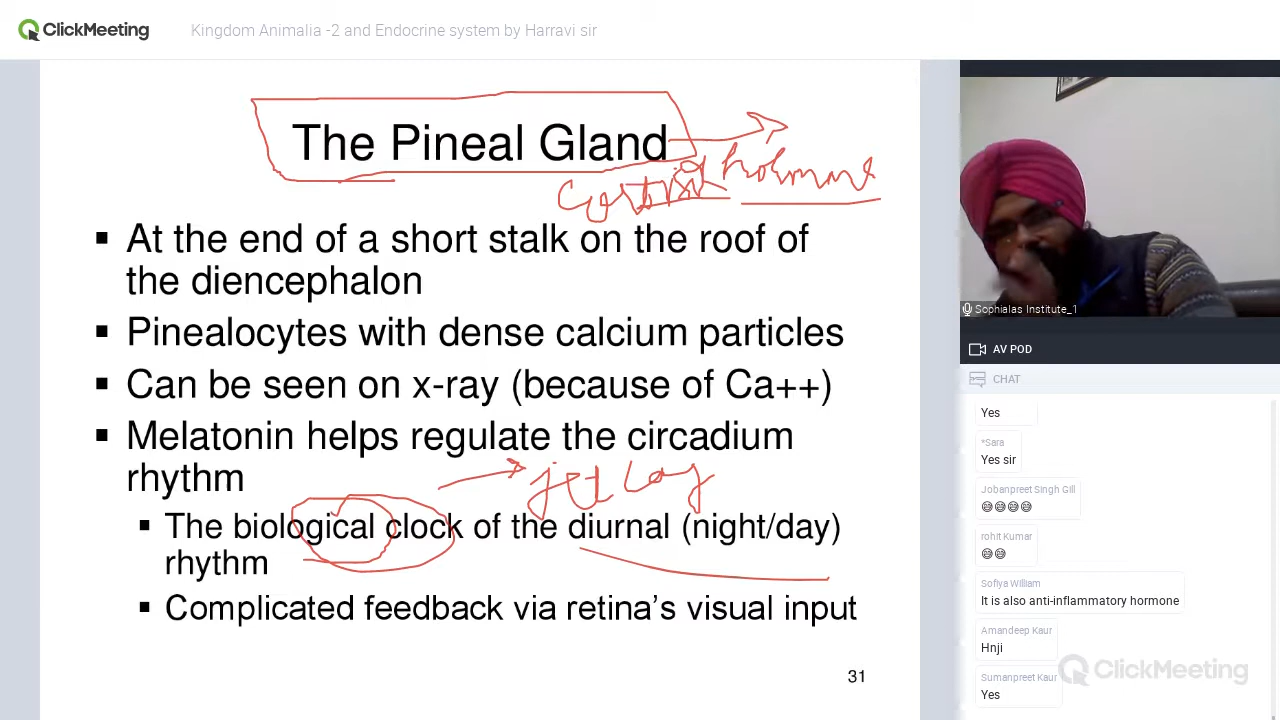 ClickMeeting
Kingdom Animalia -2 and Endocrine system by Harravi sir
The Pineal Gland
hormone
▪ At the end of a short stalk on the roof of
the diencephalon
▪ Pinealocytes with dense calcium particles
▪ Can be seen on x-ray (because of Ca++)
▪ Melatonin helps regulate the circadium
rhythm
jet lag
▪ The biological clock of the diurnal (night/day)
rhythm
▪ Complicated feedback via retina's visual input
31
Sophialas Institute_1
AV POD
CHAT
Yes
*Sara
Yes sir
Jobanpreet Singh Gill
😅😅😅😅
rohit Kumar
😅😅
Sofiya William
It is also anti-inflammatory hormone
Amandeep Kaur
Hnji
Sumanpreet Kaur
Yes
ClickMeeting